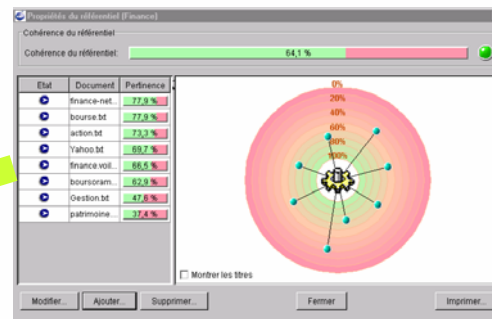 Propriétés du référentiel (Finance)
Cohérence du référentiel
Cohérence du référentiel: 64,1 %
Etat Document Pertinence
finance-net... 77,9 %
bourse.txt 77,9 %
action.txt 73,3 %
Yahoo.txt 69,7 %
finance.voil... 66,5 %
boursoram... 62,9 %
Gestion.txt 47,6 %
patrimoine... 37,4 %
0%
20%
40%
60%
80%
100%
Montrer les titres
Modifier... Ajouter... Supprimer... Fermer Imprimer...